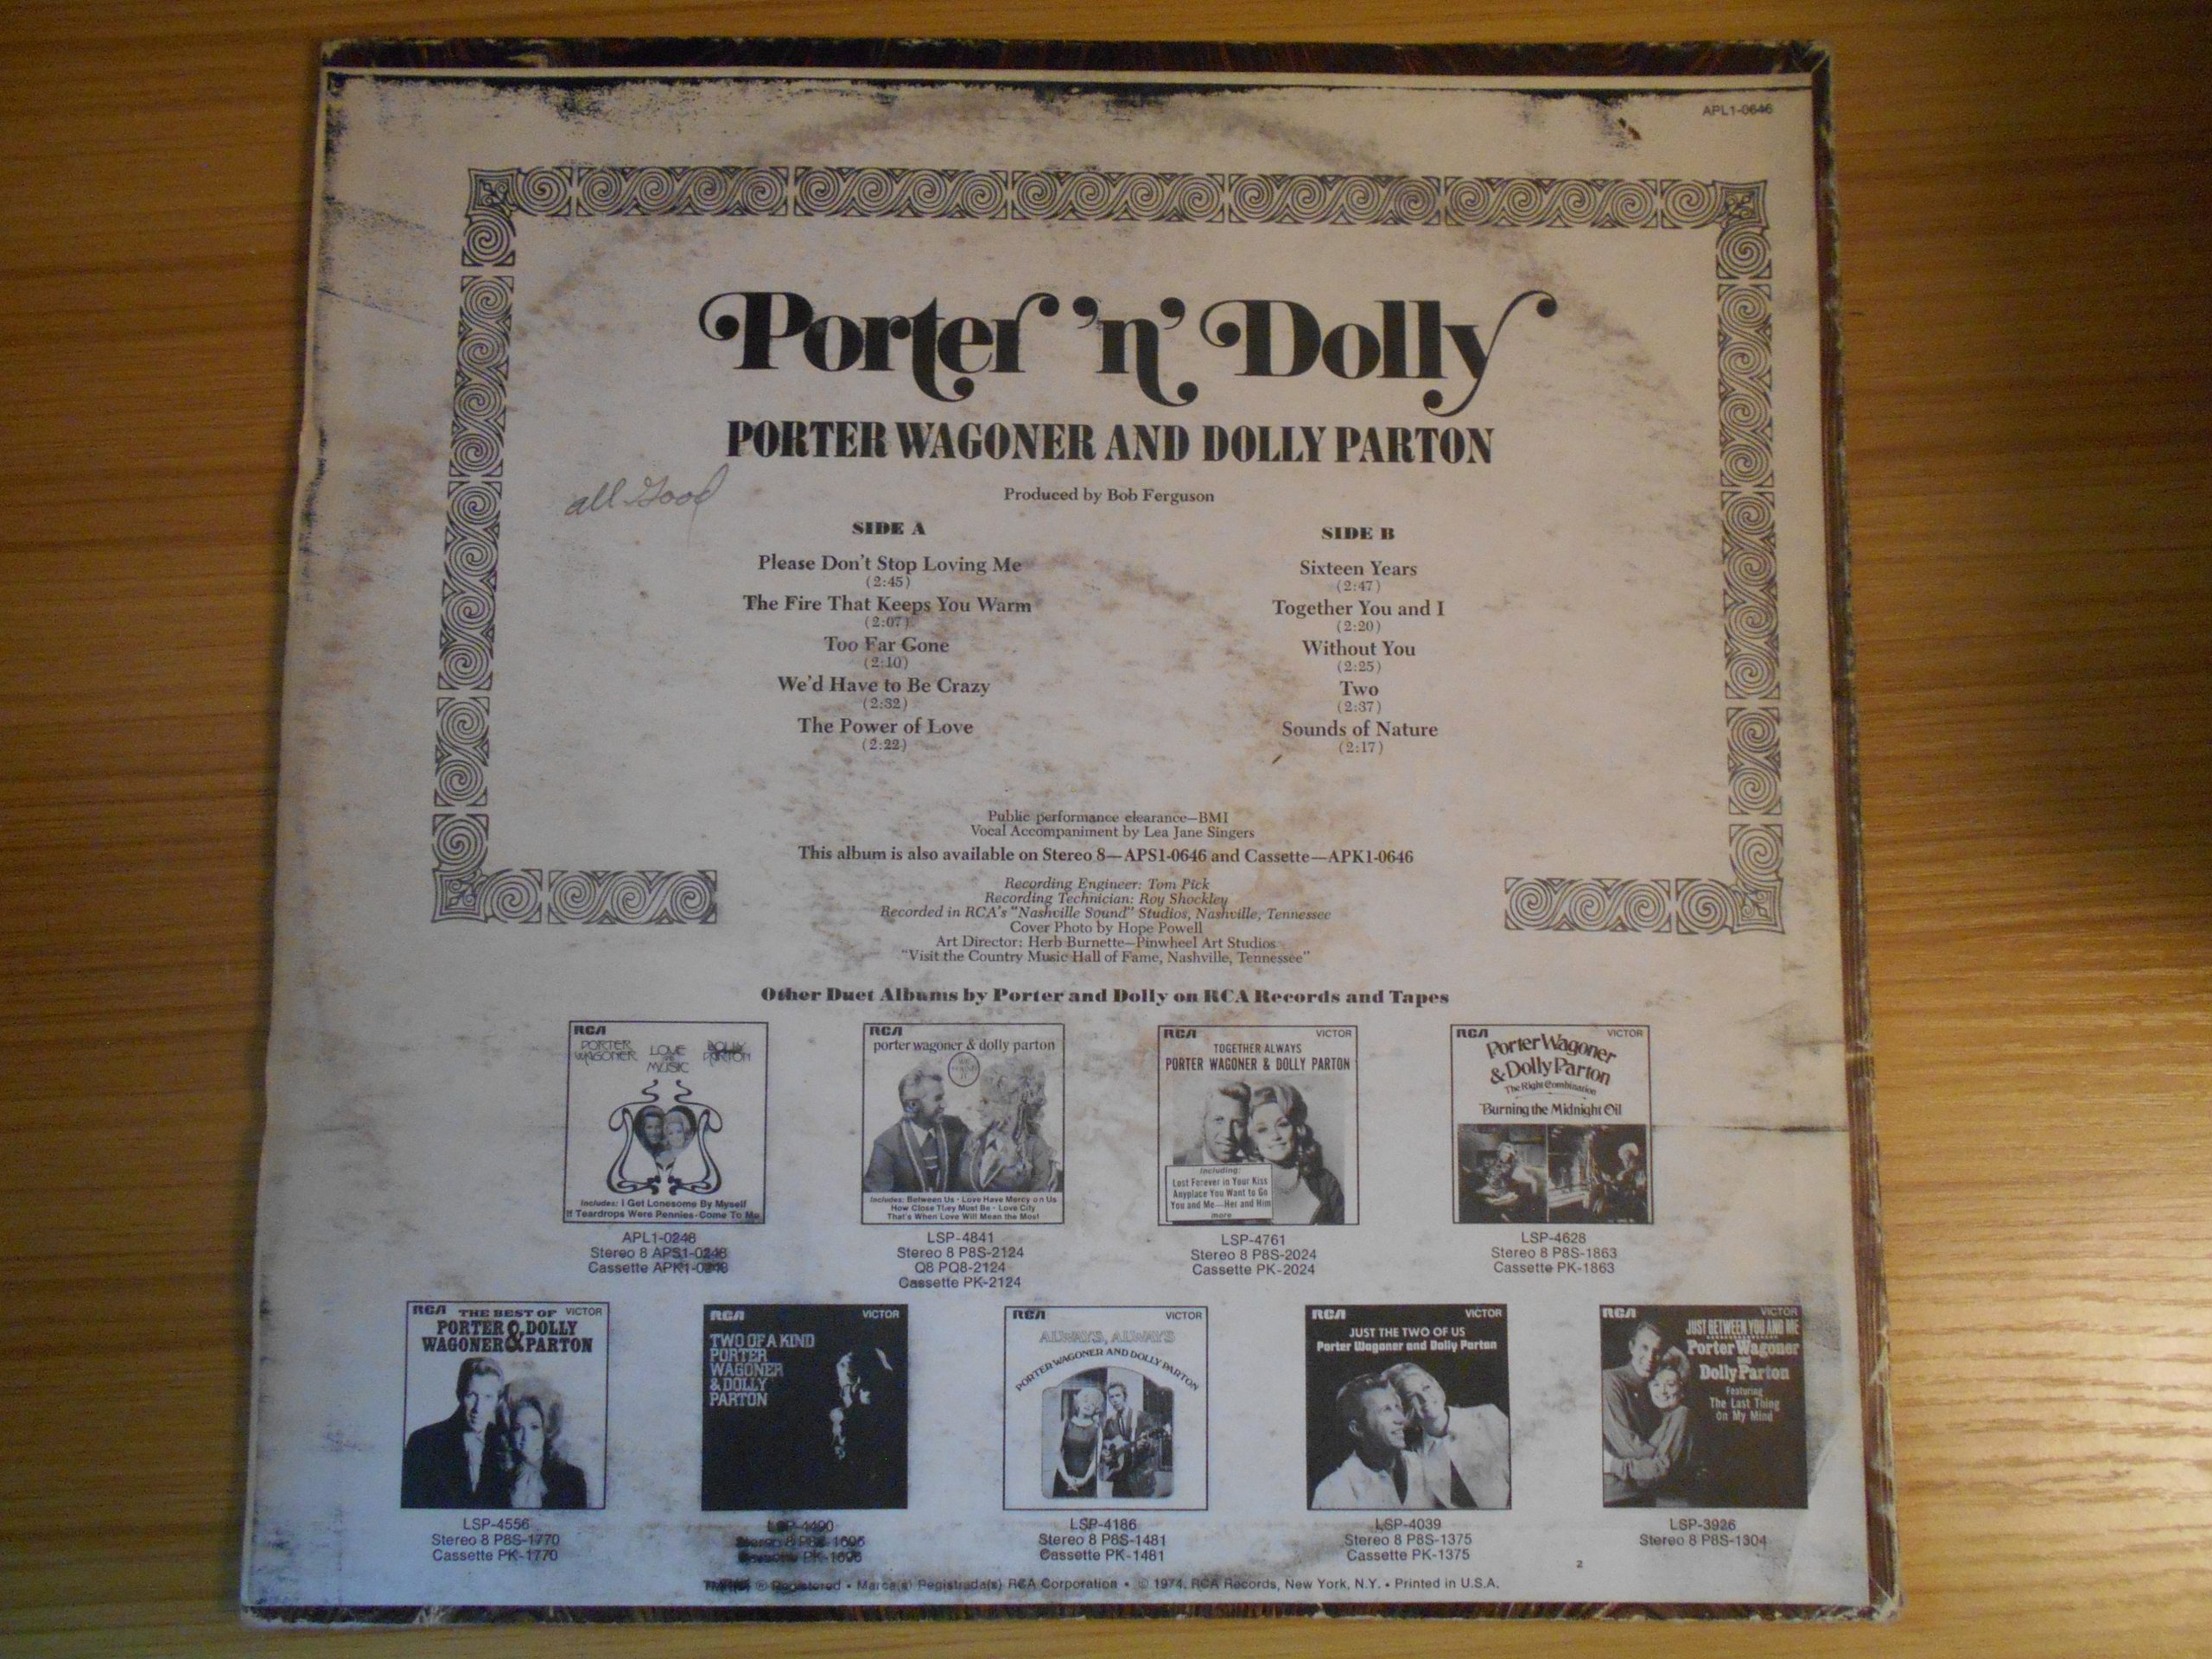 APL1-0646
Porter 'n' Dolly
PORTER WAGONER AND DOLLY PARTON
all Good
Produced by Bob Ferguson
SIDE A
Please Don't Stop Loving Me
(2:45)
The Fire That Keeps You Warm
(2:07)
Too Far Gone
(2:10)
We'd Have to Be Crazy
(2:32)
The Power of Love
(2:22)
SIDE B
Sixteen Years
(2:47)
Together You and I
(2:20)
Without You
(2:25)
Two
(2:37)
Sounds of Nature
(2:17)
Public performance clearance—BMI
Vocal Accompaniment by Lea Jane Singers
This album is also available on Stereo 8—APS1-0646 and Cassette—APK1-0646
Recording Engineer: Tom Pick
Recording Technician: Roy Shockley
Recorded in RCA's "Nashville Sound" Studios, Nashville, Tennessee
Cover Photo by Hope Powell
Art Director: Herb Burnette—Pinwheel Art Studios
"Visit the Country Music Hall of Fame, Nashville, Tennessee"
Other Duet Albums by Porter and Dolly on RCA Records and Tapes
RCA
PORTER WAGONER
LOVE MUSIC
DOLLY PARTON
Includes: I Get Lonesome By Myself
If Teardrops Were Pennies-Come To Me
APL1-0248
Stereo 8 APS1-0248
Cassette APK1-0248
RCA
porter wagoner & dolly parton
Includes: Between Us • Love Have Mercy on Us
How Close They Must Be • Love City
That's When Love Will Mean the Most
LSP-4841
Stereo 8 P8S-2124
Q8 PQ8-2124
Cassette PK-2124
RCA VICTOR
TOGETHER ALWAYS
PORTER WAGONER & DOLLY PARTON
Including:
Lost Forever in Your Kiss
Anyplace You Want to Go
You and Me—Her and Him
more
LSP-4761
Stereo 8 P8S-2024
Cassette PK-2024
RCA VICTOR
Porter Wagoner
& Dolly Parton
The Right Combination
Burning the Midnight Oil
LSP-4628
Stereo 8 P8S-1863
Cassette PK-1863
RCA THE BEST OF VICTOR
PORTER & DOLLY
WAGONER & PARTON
LSP-4556
Stereo 8 P8S-1770
Cassette PK-1770
RCA VICTOR
TWO OF A KIND
PORTER
WAGONER
& DOLLY
PARTON
LSP-4490
Stereo 8 P8S-1695
Cassette PK-1695
RCA VICTOR
ALWAYS, ALWAYS
PORTER WAGONER AND DOLLY PARTON
LSP-4186
Stereo 8 P8S-1481
Cassette PK-1481
RCA VICTOR
JUST THE TWO OF US
Porter Wagoner and Dolly Parton
LSP-4039
Stereo 8 P8S-1375
Cassette PK-1375
RCA VICTOR
JUST BETWEEN YOU AND ME
Porter Wagoner
and
Dolly Parton
Featuring
The Last Thing
On My Mind
LSP-3926
Stereo 8 P8S-1304
2
® Registered • Marca(s) Registrada(s) RCA Corporation • © 1974, RCA Records, New York, N.Y. • Printed in U.S.A.